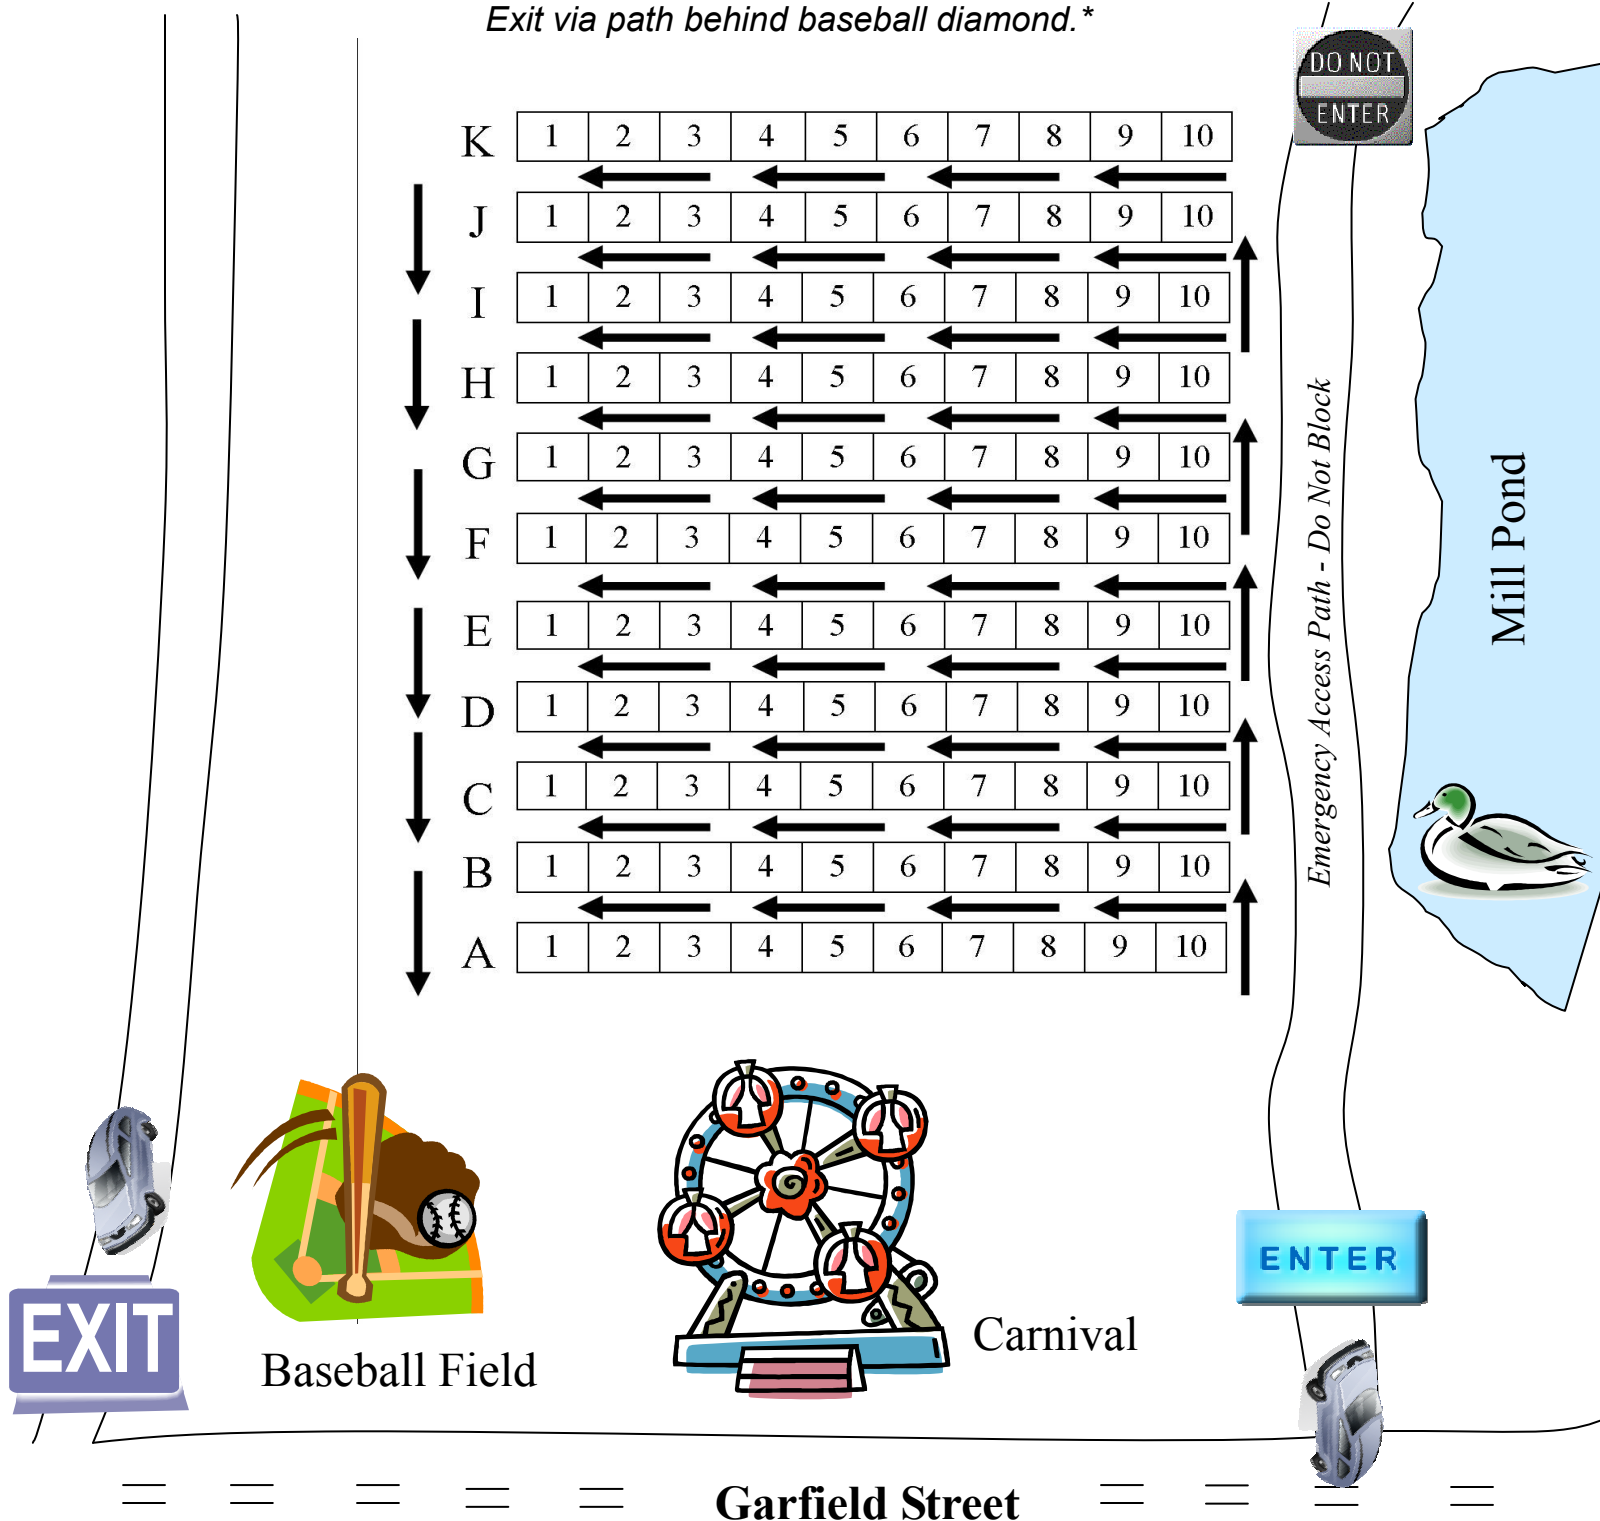 Exit via path behind baseball diamond.*
DO NOT
ENTER
K 1 2 3 4 5 6 7 8 9 10
J 1 2 3 4 5 6 7 8 9 10
I 1 2 3 4 5 6 7 8 9 10
H 1 2 3 4 5 6 7 8 9 10
G 1 2 3 4 5 6 7 8 9 10
F 1 2 3 4 5 6 7 8 9 10
E 1 2 3 4 5 6 7 8 9 10
D 1 2 3 4 5 6 7 8 9 10
C 1 2 3 4 5 6 7 8 9 10
B 1 2 3 4 5 6 7 8 9 10
A 1 2 3 4 5 6 7 8 9 10
Emergency Access Path - Do Not Block
Mill Pond
ENTER
EXIT
Baseball Field
Carnival
Garfield Street